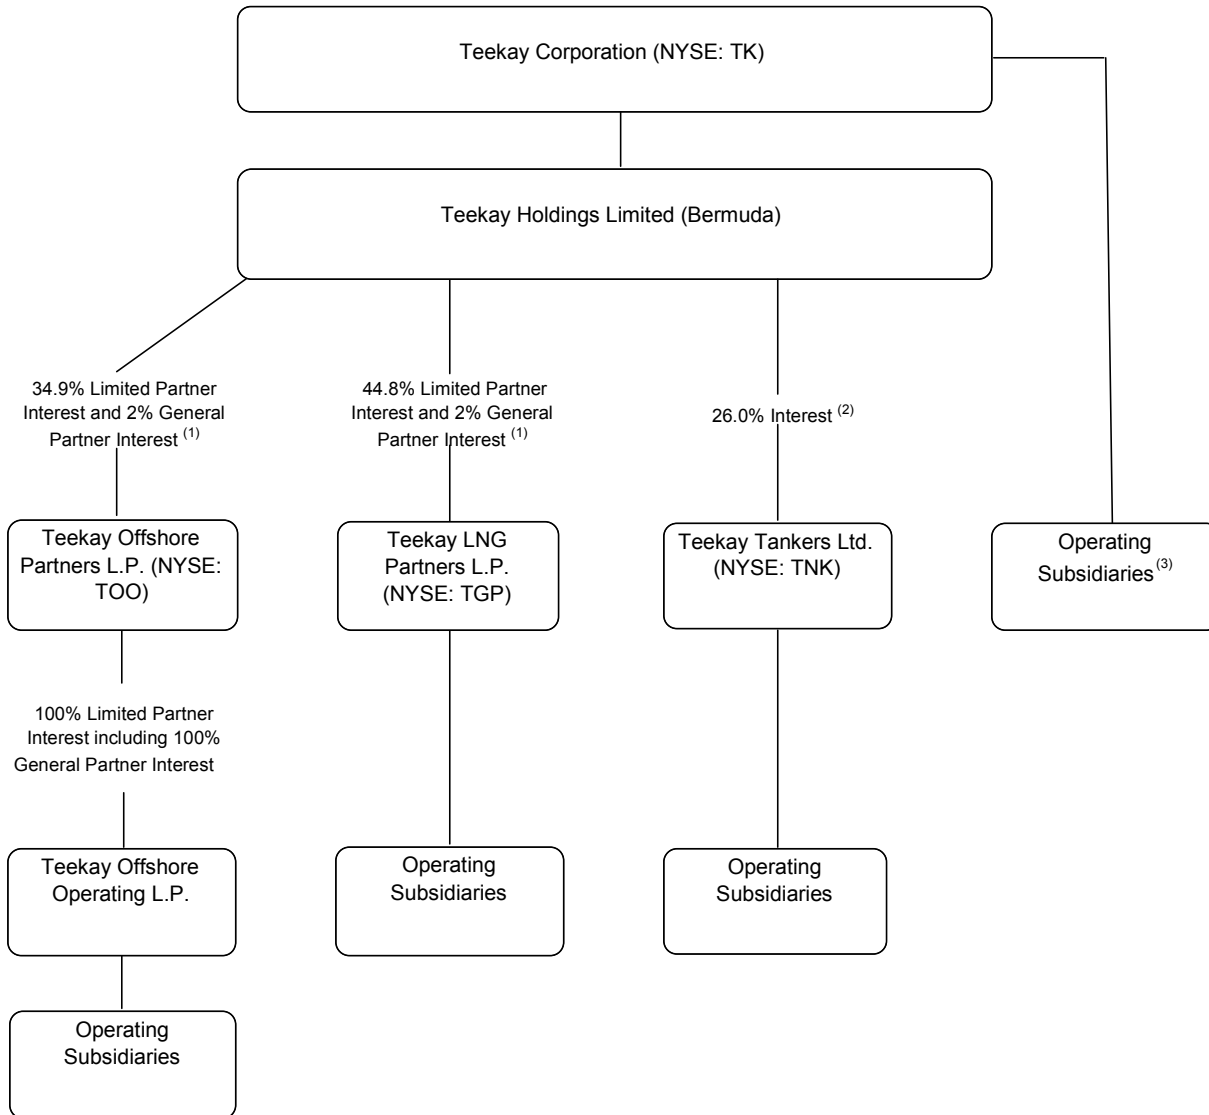 Teekay Corporation (NYSE: TK)
Teekay Holdings Limited (Bermuda)
34.9% Limited Partner
Interest and 2% General
Partner Interest (1)
44.8% Limited Partner
Interest and 2% General
Partner Interest (1)
26.0% Interest (2)
Teekay Offshore
Partners L.P. (NYSE:
TOO)
Teekay LNG
Partners L.P.
(NYSE: TGP)
Teekay Tankers Ltd.
(NYSE: TNK)
Operating
Subsidiaries(3)
100% Limited Partner
Interest including 100%
General Partner Interest
Teekay Offshore
Operating L.P.
Operating
Subsidiaries
Operating
Subsidiaries
Operating
Subsidiaries